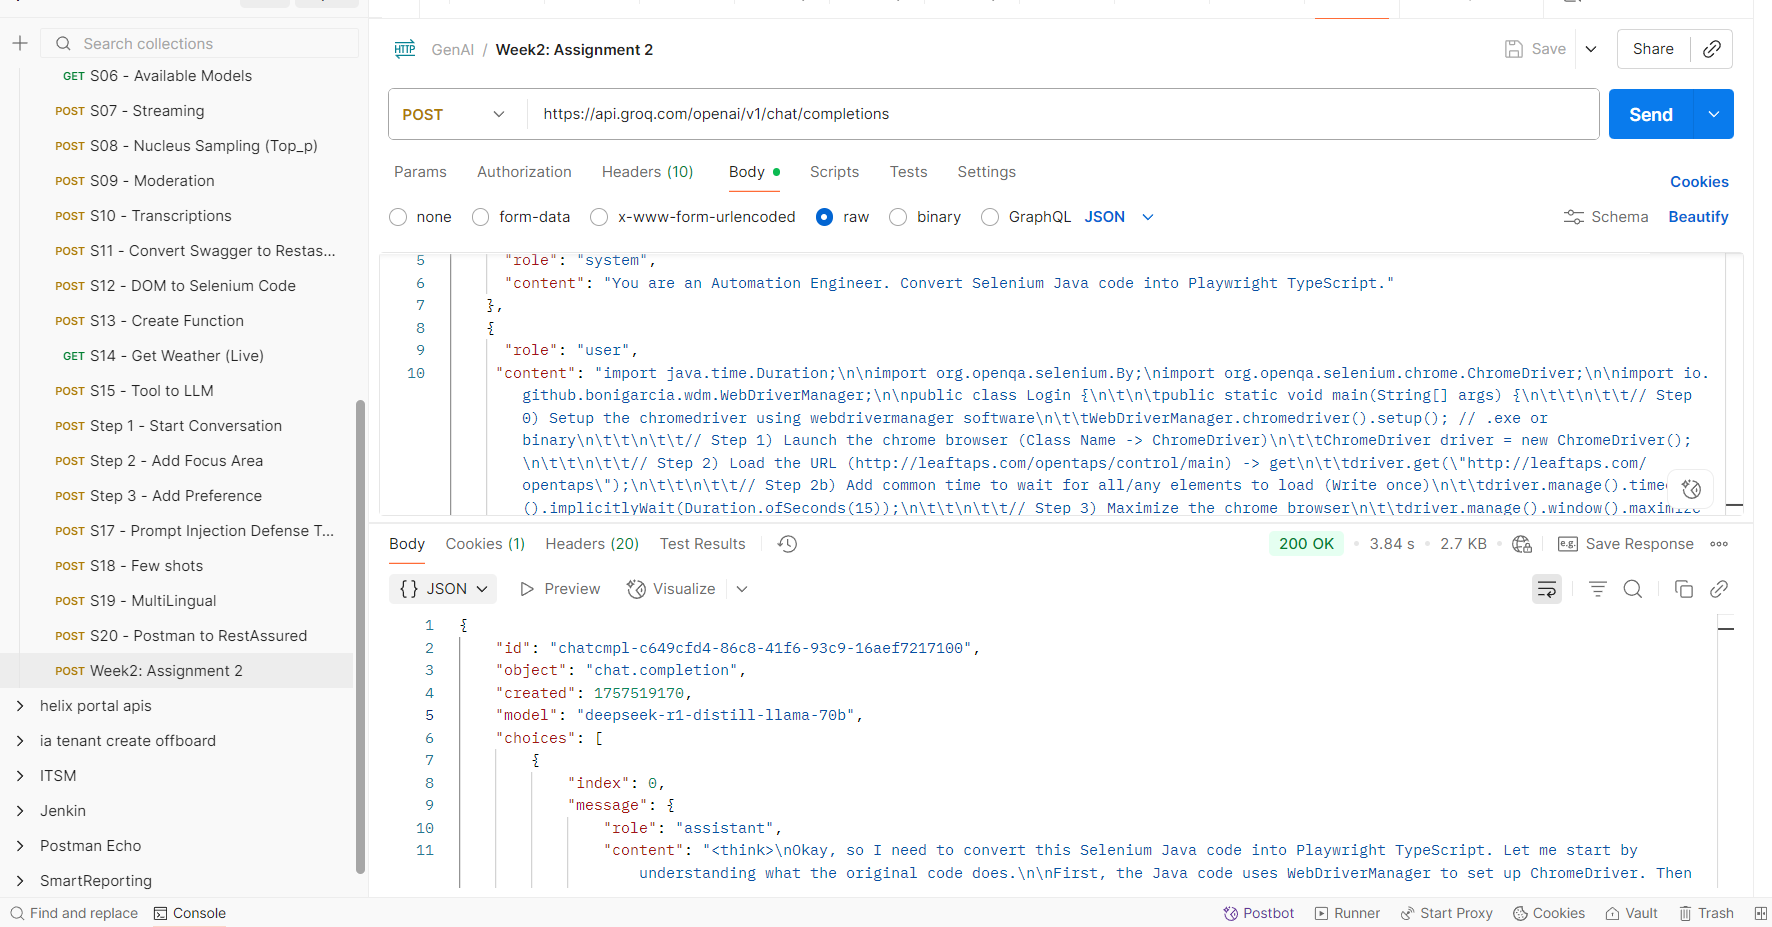 Search collections
GET S06 - Available Models
POST S07 - Streaming
POST S08 - Nucleus Sampling (Top_p)
POST S09 - Moderation
POST S10 - Transcriptions
POST S11 - Convert Swagger to Restas...
POST S12 - DOM to Selenium Code
POST S13 - Create Function
GET S14 - Get Weather (Live)
POST S15 - Tool to LLM
POST Step 1 - Start Conversation
POST Step 2 - Add Focus Area
POST Step 3 - Add Preference
POST S17 - Prompt Injection Defense T...
POST S18 - Few shots
POST S19 - MultiLingual
POST S20 - Postman to RestAssured
POST Week2: Assignment 2
helix portal apis
ia tenant create offboard
ITSM
Jenkin
Postman Echo
SmartReporting
HTTP GenAI / Week2: Assignment 2
Save
Share
POST https://api.groq.com/openai/v1/chat/completions
Send
Params Authorization Headers (10) Body Scripts Tests Settings
Cookies
none form-data x-www-form-urlencoded raw binary GraphQL JSON
Schema Beautify
5 "role": "system",
6 "content": "You are an Automation Engineer. Convert Selenium Java code into Playwright TypeScript."
7 },
8 {
9 "role": "user",
10 "content": "import java.time.Duration;\n\nimport org.openqa.selenium.By;\nimport org.openqa.selenium.chrome.ChromeDriver;\n\nimport io.
github.bonigarcia.wdm.WebDriverManager;\n\npublic class Login {\n\t\n\tpublic static void main(String[] args) {\n\t\t\n\t\t// Step
0) Setup the chromedriver using webdrivermanager software\n\t\tWebDriverManager.chromedriver().setup(); // .exe or
binary\n\t\t\n\t\t// Step 1) Launch the chrome browser (Class Name -> ChromeDriver)\n\t\tChromeDriver driver = new ChromeDriver();
\n\t\t\n\t\t// Step 2) Load the URL (http://leaftaps.com/opentaps/control/main) -> get\n\t\tdriver.get(\"http://leaftaps.com/
opentaps\");\n\t\t\n\t\t// Step 2b) Add common time to wait for all/any elements to load (Write once)\n\t\tdriver.manage().time
().implicitlyWait(Duration.ofSeconds(15));\n\t\t\n\t\t// Step 3) Maximize the chrome browser\n\t\tdriver.manage().window().maximize
Body Cookies (1) Headers (20) Test Results
200 OK • 3.84 s • 2.7 KB • e.g. Save Response
{} JSON Preview Visualize
1 {
2 "id": "chatcmpl-c649cfd4-86c8-41f6-93c9-16aef7217100",
3 "object": "chat.completion",
4 "created": 1757519170,
5 "model": "deepseek-r1-distill-llama-70b",
6 "choices": [
7 {
8 "index": 0,
9 "message": {
10 "role": "assistant",
11 "content": "<think>\nOkay, so I need to convert this Selenium Java code into Playwright TypeScript. Let me start by
understanding what the original code does.\n\nFirst, the Java code uses WebDriverManager to set up ChromeDriver. Then
Find and replace Console
Postbot Runner Start Proxy Cookies Vault Trash